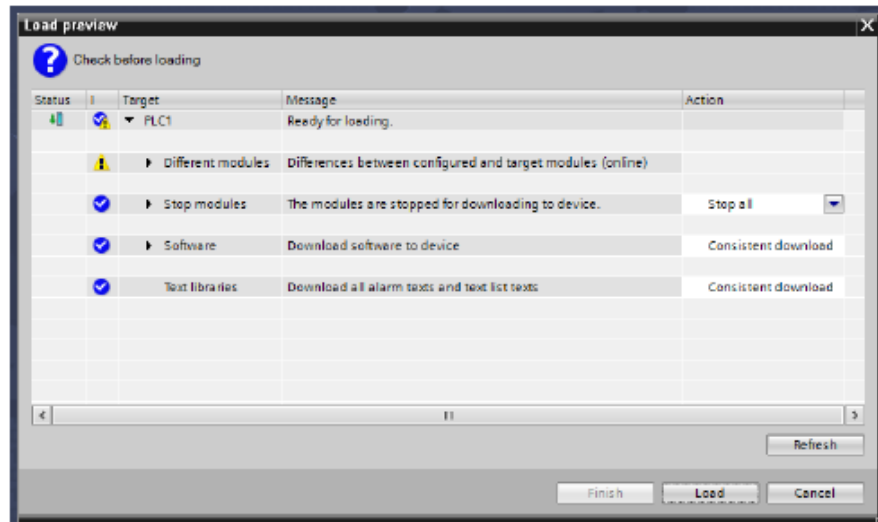 Load preview
Check before loading
Status ! Target Message Action
PLC1 Ready for loading.
Different modules Differences between configured and target modules (online)
Stop modules The modules are stopped for downloading to device. Stop all
Software Download software to device Consistent download
Text libraries Download all alarm texts and text list texts Consistent download
Refresh
Finish Load Cancel